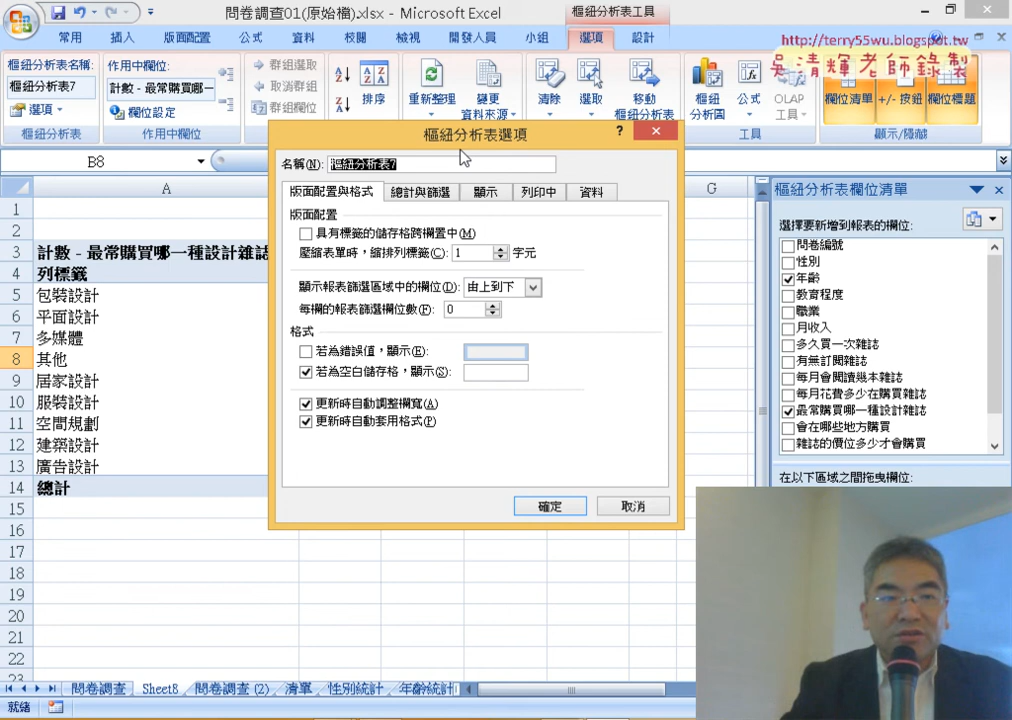 問卷調查01(原始檔).xlsx - Microsoft Excel
樞紐分析表工具
常用 插入 版面配置 公式 資料 校閱 檢視 開發人員 小組 選項 設計
http://terry55wu.blogspot.tw
吳清輝老師錄製
樞紐分析表名稱:
樞紐分析表7
選項
樞紐分析表
作用中欄位:
計數 - 最常購買哪一
欄位設定
作用中欄位
群組選取
取消群組
群組欄位
排序
重新整理
變更
資料來源
清除
選取
移動
樞紐分析表
樞紐
分析圖
公式
OLAP
工具
工具
欄位清單
+/- 按鈕
欄位標題
顯示/隱藏
B8
A
G
1
2
3 計數 - 最常購買哪一種設計雜誌
4 列標籤
5 包裝設計
6 平面設計
7 多媒體
8 其他
9 居家設計
10 服裝設計
11 空間規劃
12 建築設計
13 廣告設計
14 總計
15
16
17
18
19
20
21
22
23
樞紐分析表選項
?
名稱(N): 樞紐分析表7
版面配置與格式 總計與篩選 顯示 列印中 資料
版面配置
具有標籤的儲存格跨欄置中(M)
壓縮表單時，縮排列標籤(C): 1 字元
顯示報表篩選區域中的欄位(D): 由上到下
每欄的報表篩選欄位數(F): 0
格式
若為錯誤值，顯示(E):
若為空白儲存格，顯示(S):
更新時自動調整欄寬(A)
更新時自動套用格式(P)
確定 取消
樞紐分析表欄位清單
選擇要新增到報表的欄位:
問卷編號
性別
年齡
教育程度
職業
月收入
多久買一次雜誌
有無訂閱雜誌
每月會閱讀幾本雜誌
每月花費多少在購買雜誌
最常購買哪一種設計雜誌
會在哪些地方購買
雜誌的價位多少才會購買
在以下區域之間拖曳欄位:
問卷調查 Sheet8 問卷調查 (2) 清單 性別統計 年齡統計
就緒